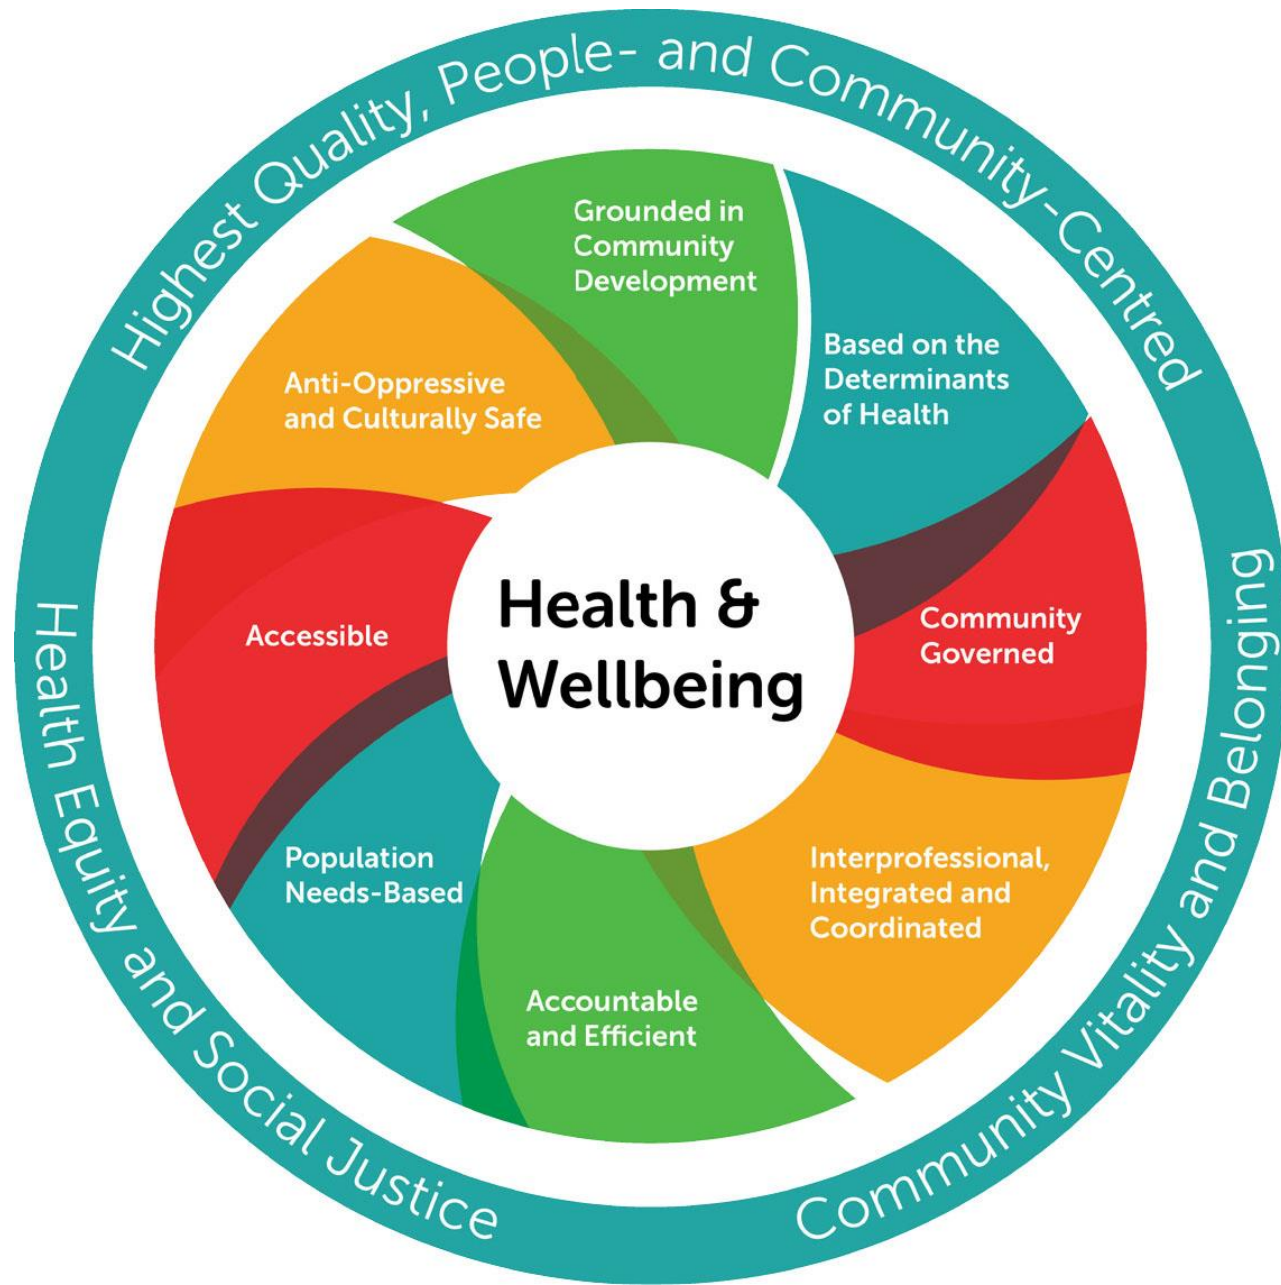 Highest Quality, People- and Community-Centred
Grounded in
Community
Development
Based on the
Determinants
of Health
Anti-Oppressive
and Culturally Safe
Health &
Wellbeing
Community
Governed
Accessible
Population
Needs-Based
Interprofessional,
Integrated and
Coordinated
Accountable
and Efficient
Health Equity and Social Justice
Community Vitality and Belonging